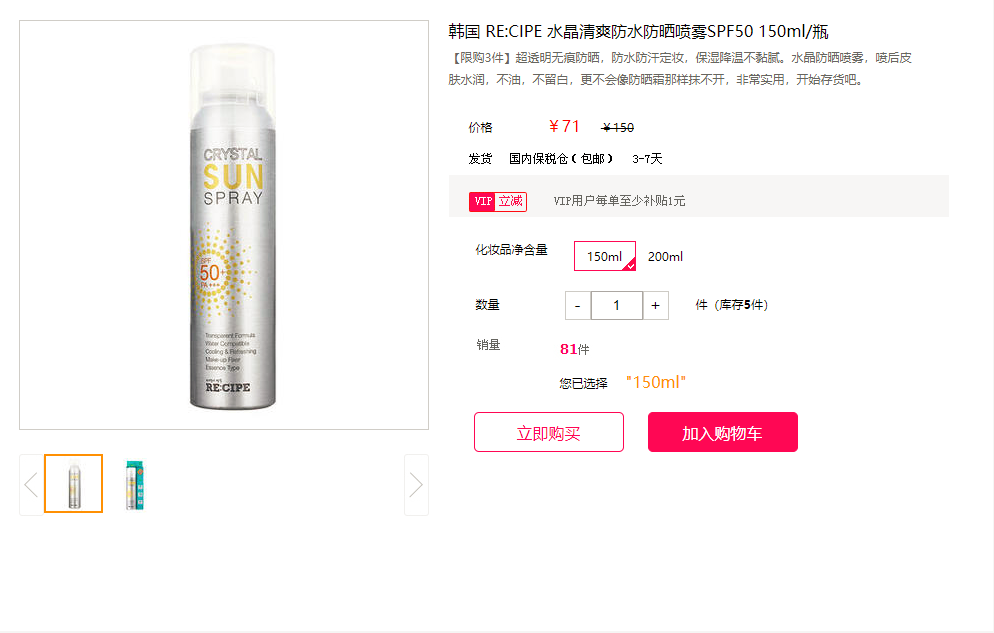 韩国 RE:CIPE 水晶清爽防水防晒喷雾SPF50 150ml/瓶
【限购3件】超透明无痕防晒，防水防汗定妆，保湿降温不黏腻。水晶防晒喷雾，喷后皮
肤水润，不油，不留白，更不会像防晒霜那样抹不开，非常实用，开始存货吧。
价格 ￥71 ￥150
发货 国内保税仓（包邮） 3-7天
VIP 立减 VIP用户每单至少补贴1元
化妆品净含量 150ml 200ml
数量 - 1 + 件（库存5件）
销量 81件
您已选择 "150ml"
立即购买 加入购物车
CRYSTAL
SUN
SPRAY
SPF
50+
PA+++
Transparent Formula
Water Compatible
Cooling & Refreshing
Make-up Fixer
Essence Type
RE:CIPE